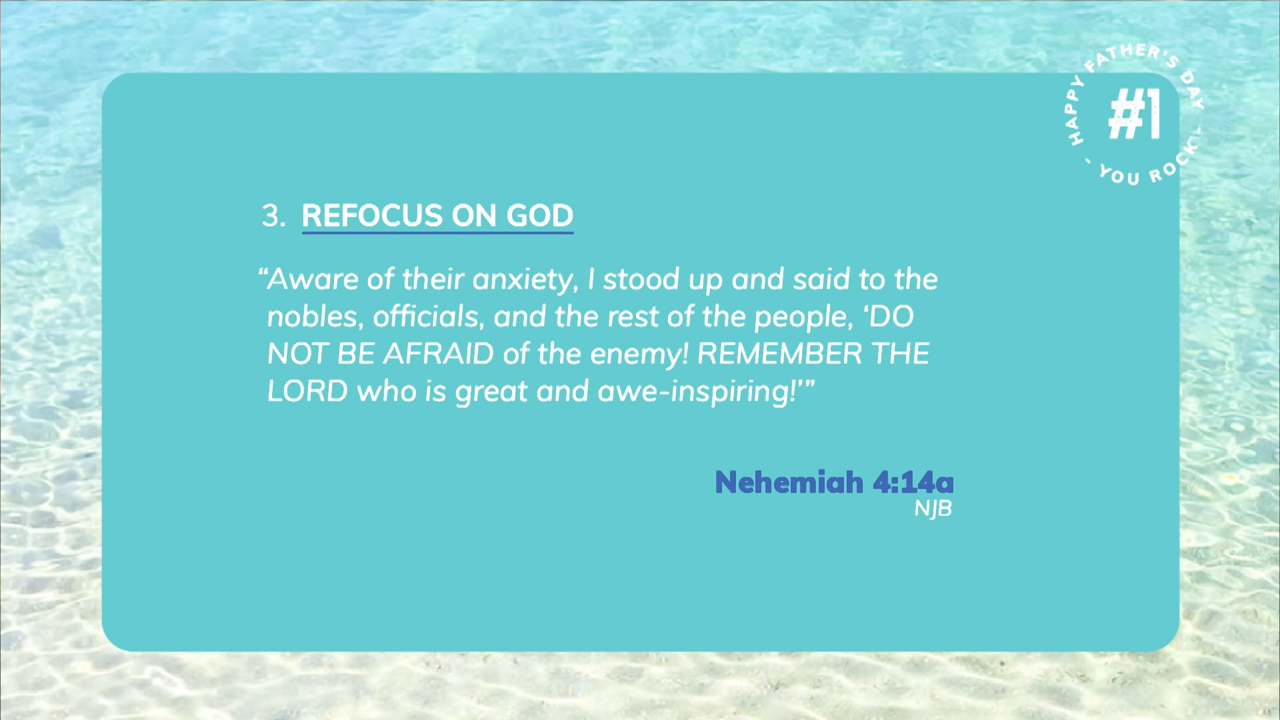 HAPPY FATHER'S DAY
#1
- YOU ROCK -
3. REFOCUS ON GOD
“Aware of their anxiety, I stood up and said to the
nobles, officials, and the rest of the people, ‘DO
NOT BE AFRAID of the enemy! REMEMBER THE
LORD who is great and awe-inspiring!’”
Nehemiah 4:14a
NJB